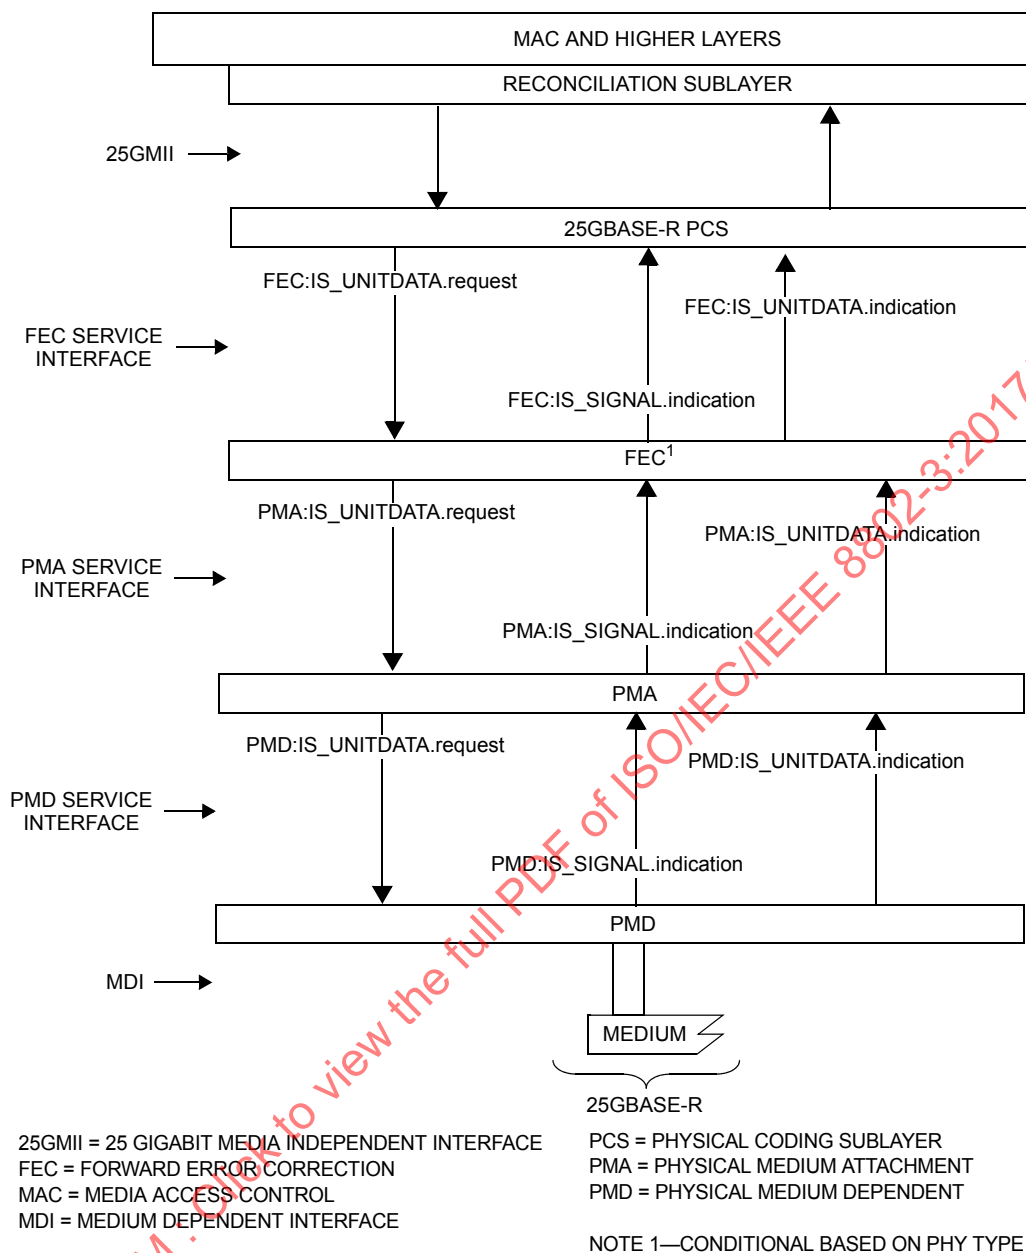 MAC AND HIGHER LAYERS
RECONCILIATION SUBLAYER
25GMII
25GBASE-R PCS
FEC:IS_UNITDATA.request
FEC:IS_UNITDATA.indication
FEC SERVICE
INTERFACE
FEC:IS_SIGNAL.indication
FEC1
PMA:IS_UNITDATA.request
PMA:IS_UNITDATA.indication
PMA SERVICE
INTERFACE
PMA:IS_SIGNAL.indication
PMA
PMD:IS_UNITDATA.request
PMD:IS_UNITDATA.indication
PMD SERVICE
INTERFACE
PMD:IS_SIGNAL.indication
PMD
MDI
MEDIUM
25GBASE-R
25GMII = 25 GIGABIT MEDIA INDEPENDENT INTERFACE
FEC = FORWARD ERROR CORRECTION
MAC = MEDIA ACCESS CONTROL
MDI = MEDIUM DEPENDENT INTERFACE
PCS = PHYSICAL CODING SUBLAYER
PMA = PHYSICAL MEDIUM ATTACHMENT
PMD = PHYSICAL MEDIUM DEPENDENT
NOTE 1—CONDITIONAL BASED ON PHY TYPE
M : Click to view the full PDF of ISO/IEC/IEEE 8802-3:2017